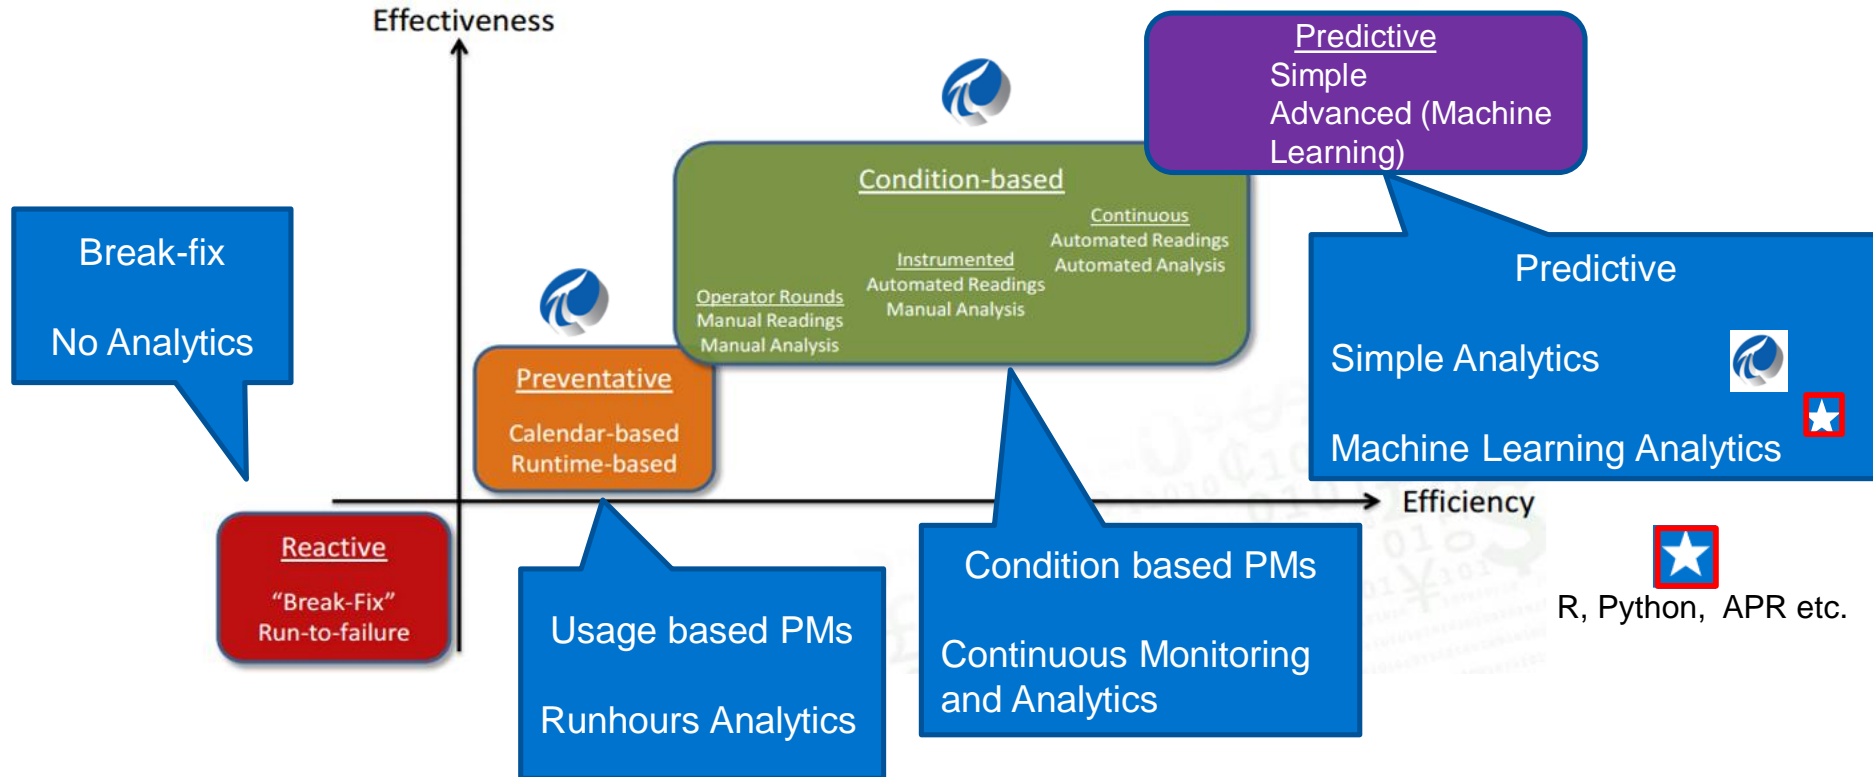 Effectiveness
Predictive
Simple
Advanced (Machine
Learning)
Condition-based
Continuous
Automated Readings
Automated Analysis
Instrumented
Automated Readings
Manual Analysis
Operator Rounds
Manual Readings
Manual Analysis
Break-fix
No Analytics
Predictive
Simple Analytics
Machine Learning Analytics
Preventative
Calendar-based
Runtime-based
Efficiency
Reactive
“Break-Fix”
Run-to-failure
Usage based PMs
Runhours Analytics
Condition based PMs
Continuous Monitoring
and Analytics
R, Python, APR etc.